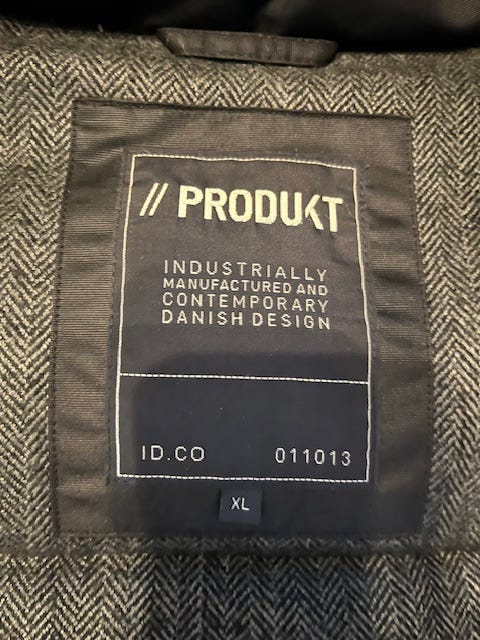 // PRODUKT
INDUSTRIALLY
MANUFACTURED AND
CONTEMPORARY
DANISH DESIGN
ID.CO 011013
XL